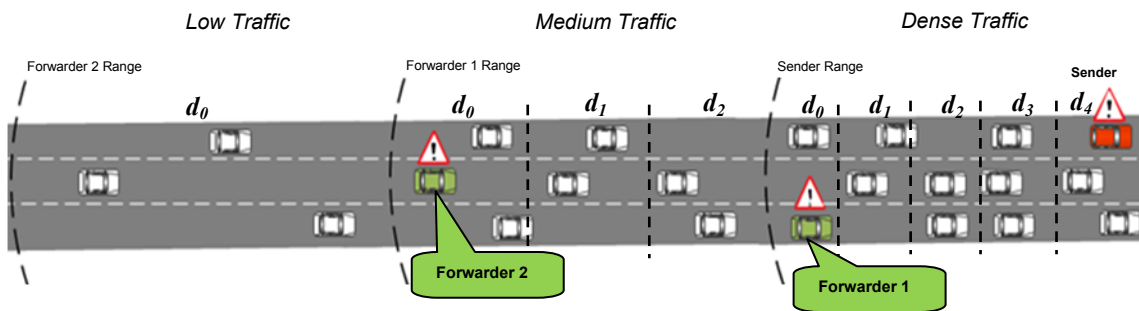 Low Traffic
Medium Traffic
Dense Traffic
Forwarder 2 Range
Forwarder 1 Range
Sender Range
Sender
d0
d0
d1
d2
d0
d1
d2
d3
d4
!
!
!
Forwarder 2
Forwarder 1